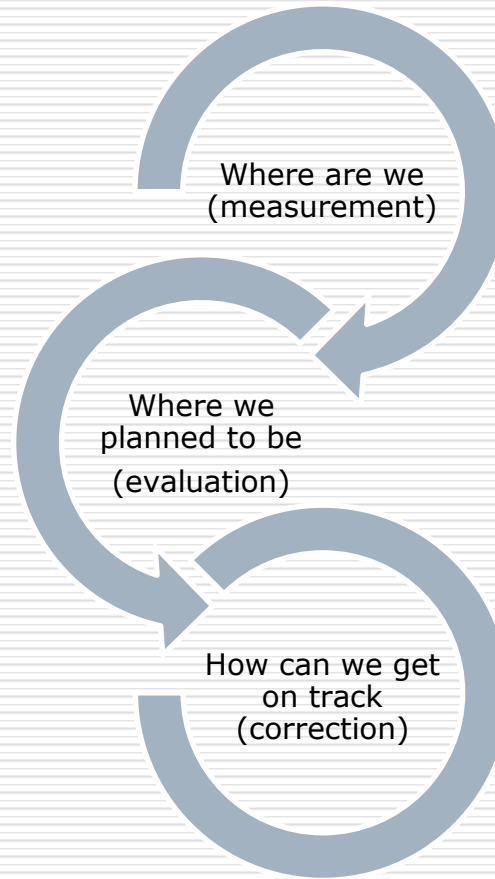 Where are we
(measurement)
Where we
planned to be
(evaluation)
How can we get
on track
(correction)